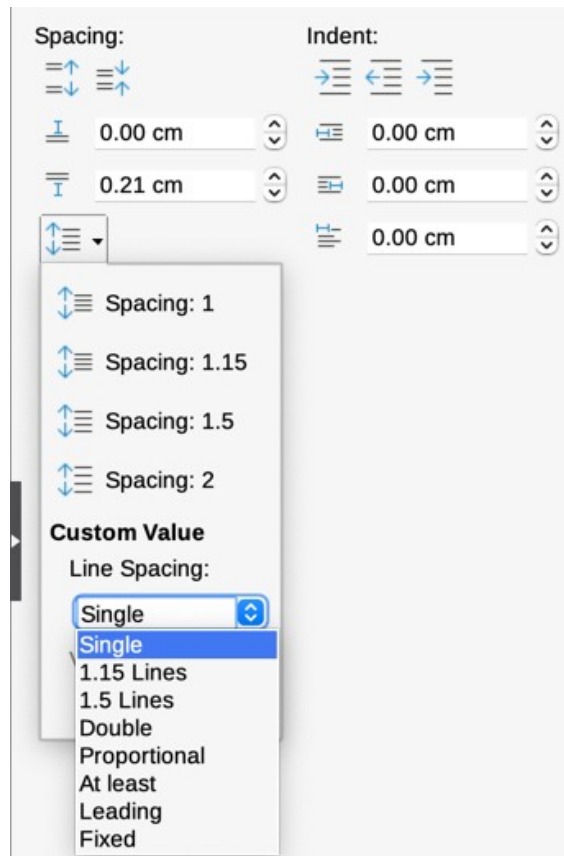 Spacing:
Indent:
0.00 cm
0.00 cm
0.21 cm
0.00 cm
0.00 cm
Spacing: 1
Spacing: 1.15
Spacing: 1.5
Spacing: 2
Custom Value
Line Spacing:
Single
Single
1.15 Lines
1.5 Lines
Double
Proportional
At least
Leading
Fixed